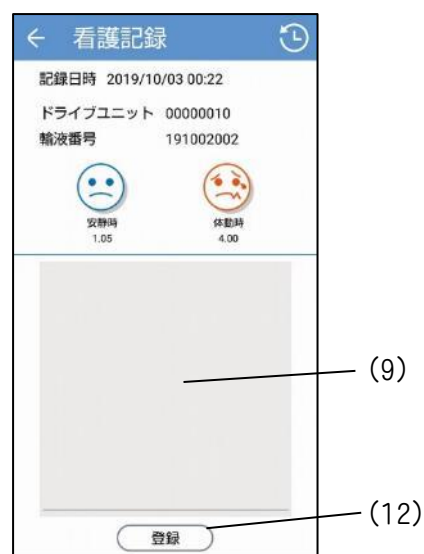 看護記録
記録日時 2019/10/03 00:22
ドライブユニット 00000010
輸液番号 191002002
安静時 体動時
1.05 4.00
(9)
(12)
登録